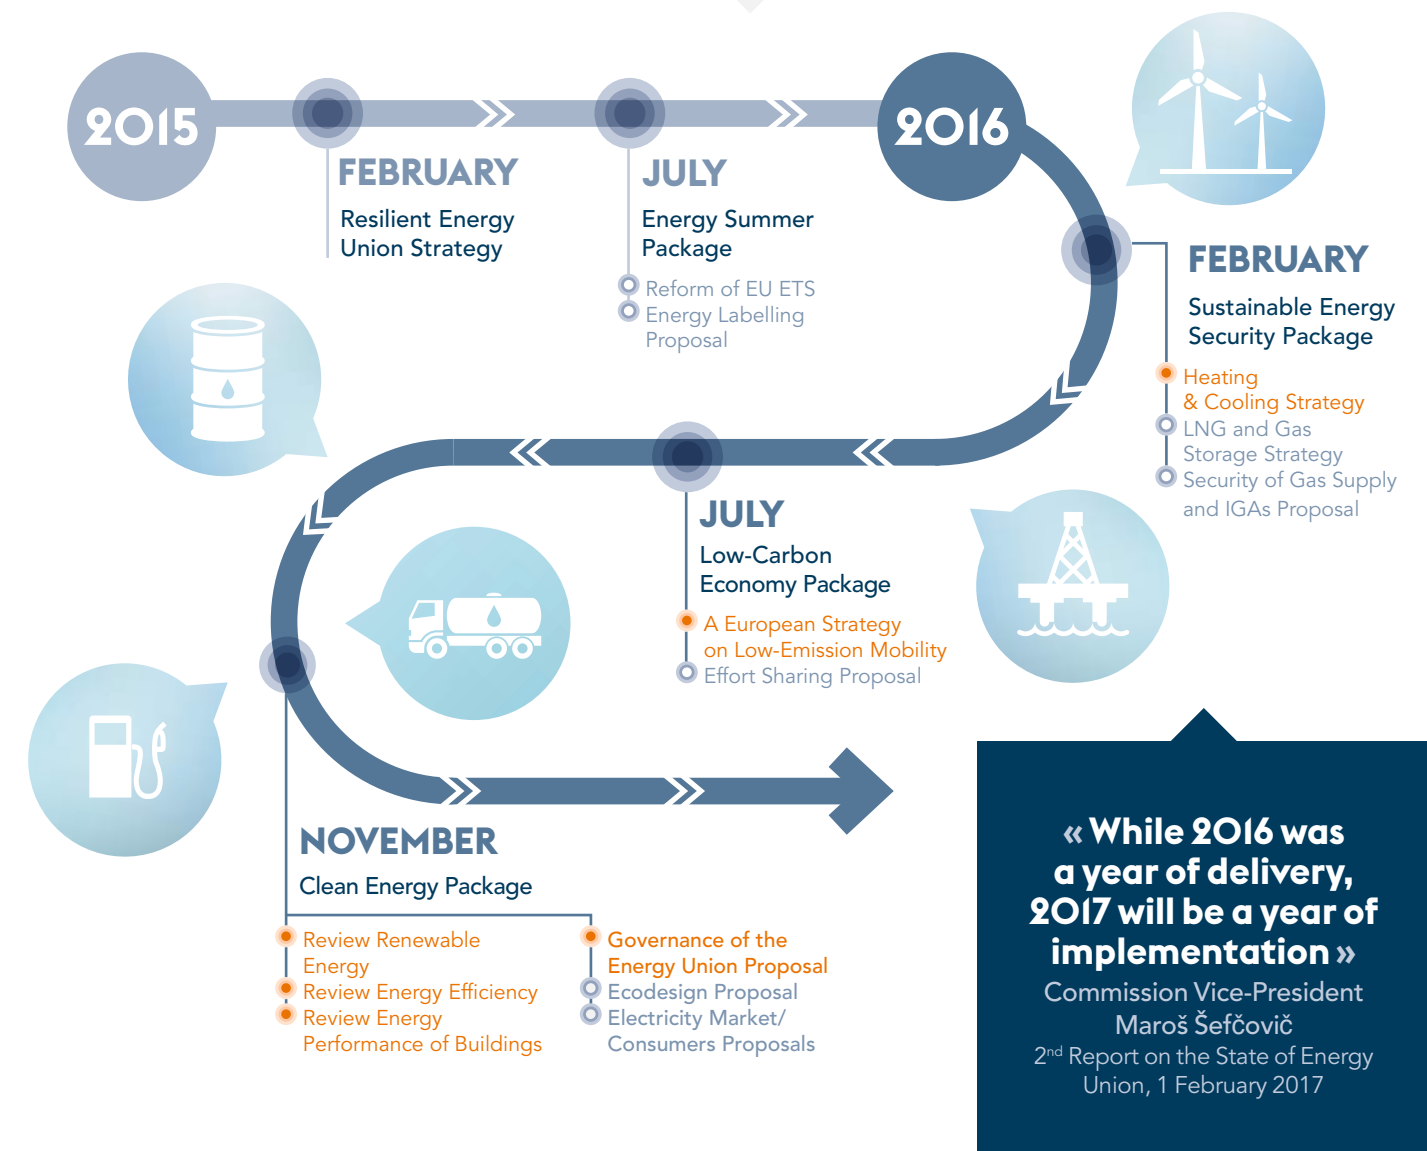 2015
FEBRUARY
Resilient Energy
Union Strategy
JULY
Energy Summer
Package
Reform of EU ETS
Energy Labelling
Proposal
2016
FEBRUARY
Sustainable Energy
Security Package
Heating
& Cooling Strategy
LNG and Gas
Storage Strategy
Security of Gas Supply
and IGAs Proposal
JULY
Low-Carbon
Economy Package
A European Strategy
on Low-Emission Mobility
Effort Sharing Proposal
NOVEMBER
Clean Energy Package
Review Renewable
Energy
Review Energy Efficiency
Review Energy
Performance of Buildings
Governance of the
Energy Union Proposal
Ecodesign Proposal
Electricity Market/
Consumers Proposals
« While 2016 was
a year of delivery,
2017 will be a year of
implementation »
Commission Vice-President
Maroš Šefčovič
2nd Report on the State of Energy
Union, 1 February 2017